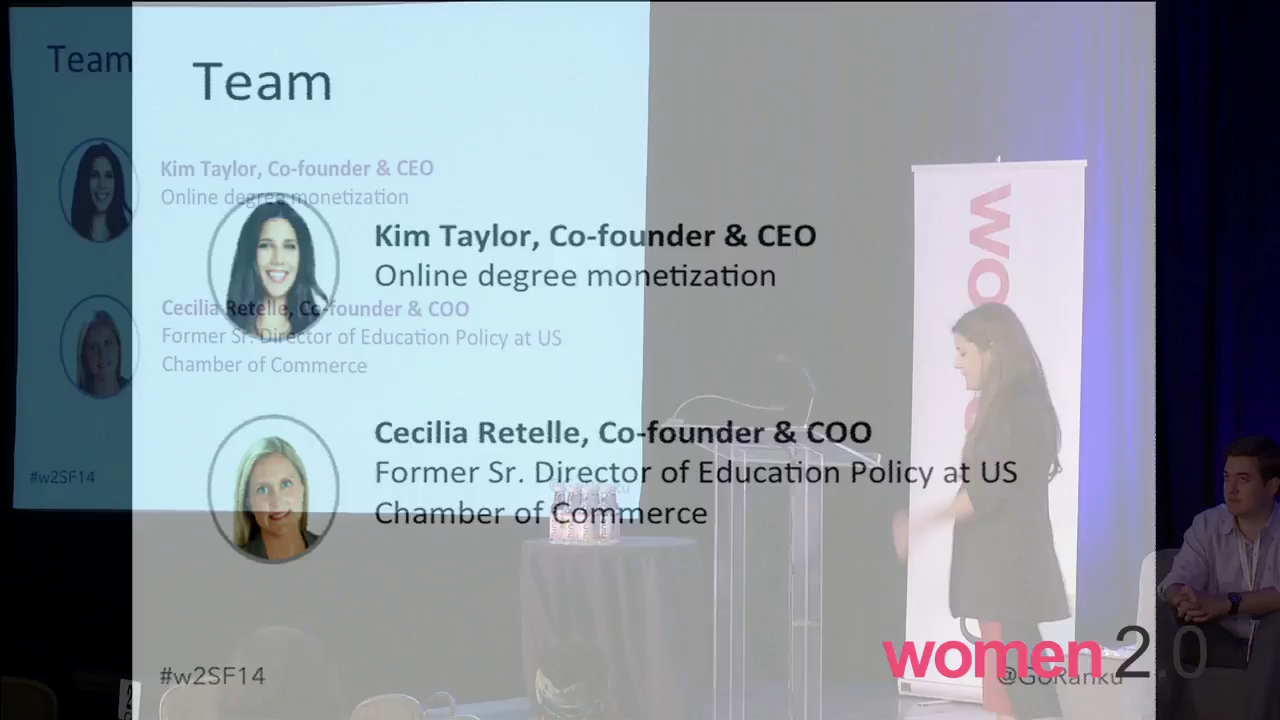 Team
Team
Kim Taylor, Co-founder & CEO
Online degree monetization
Kim Taylor, Co-founder & CEO
Online degree monetization
Cecilia Retelle, Co-founder & COO
Former Sr. Director of Education Policy at US
Chamber of Commerce
Cecilia Retelle, Co-founder & COO
Former Sr. Director of Education Policy at US
Chamber of Commerce
#w2SF14
#w2SF14
women 2.0
@GoRanku
wo